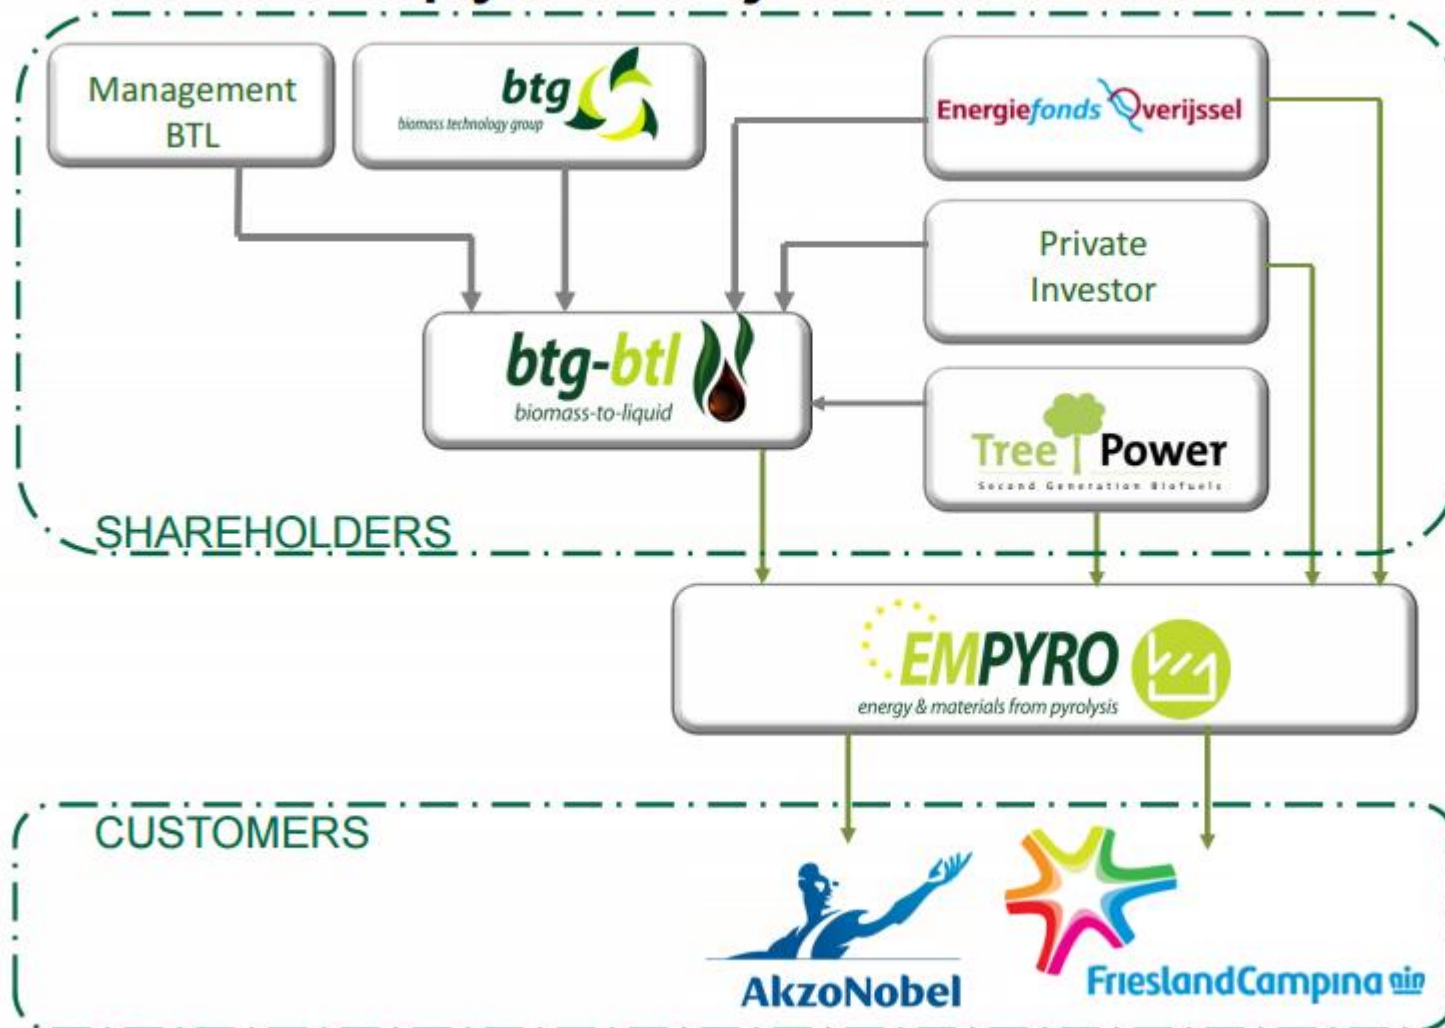 Management
BTL
btg
biomass technology group
Energiefonds Overijssel
Private
Investor
btg-btl
biomass-to-liquid
Tree Power
Second Generation Biofuels
SHAREHOLDERS
EMPYRO
energy & materials from pyrolysis
CUSTOMERS
AkzoNobel
FrieslandCampina